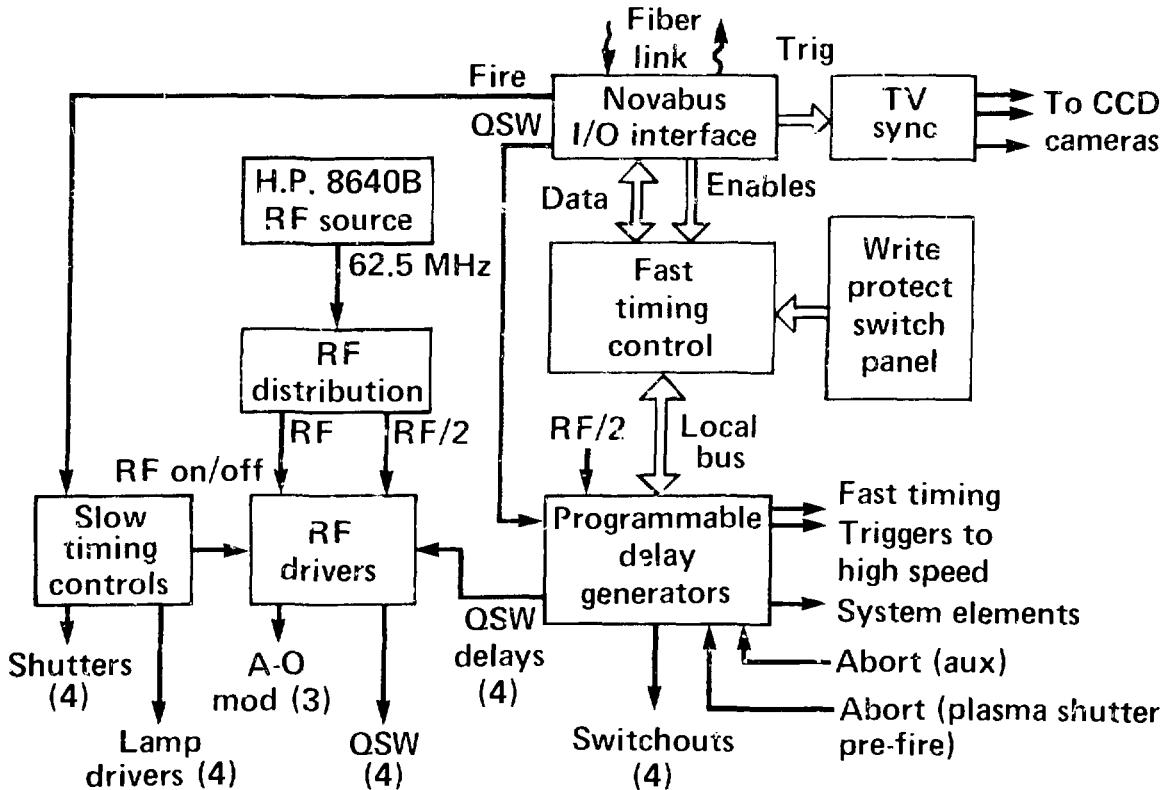 Fiber
link
Trig
Fire
Novabus
I/O interface
TV
sync
To CCD
cameras
QSW
H.P. 8640B
RF source
Data
Enables
62.5 MHz
Fast
timing
control
Write
protect
switch
panel
RF
distribution
RF
RF/2
RF/2
Local
bus
RF on/off
Slow
timing
controls
RF
drivers
Programmable
delay
generators
Fast timing
Triggers to
high speed
System elements
QSW
delays
(4)
Abort (aux)
Abort (plasma shutter
pre-fire)
Shutters
(4)
A-O
mod (3)
Lamp
drivers (4)
QSW
(4)
Switchouts
(4)